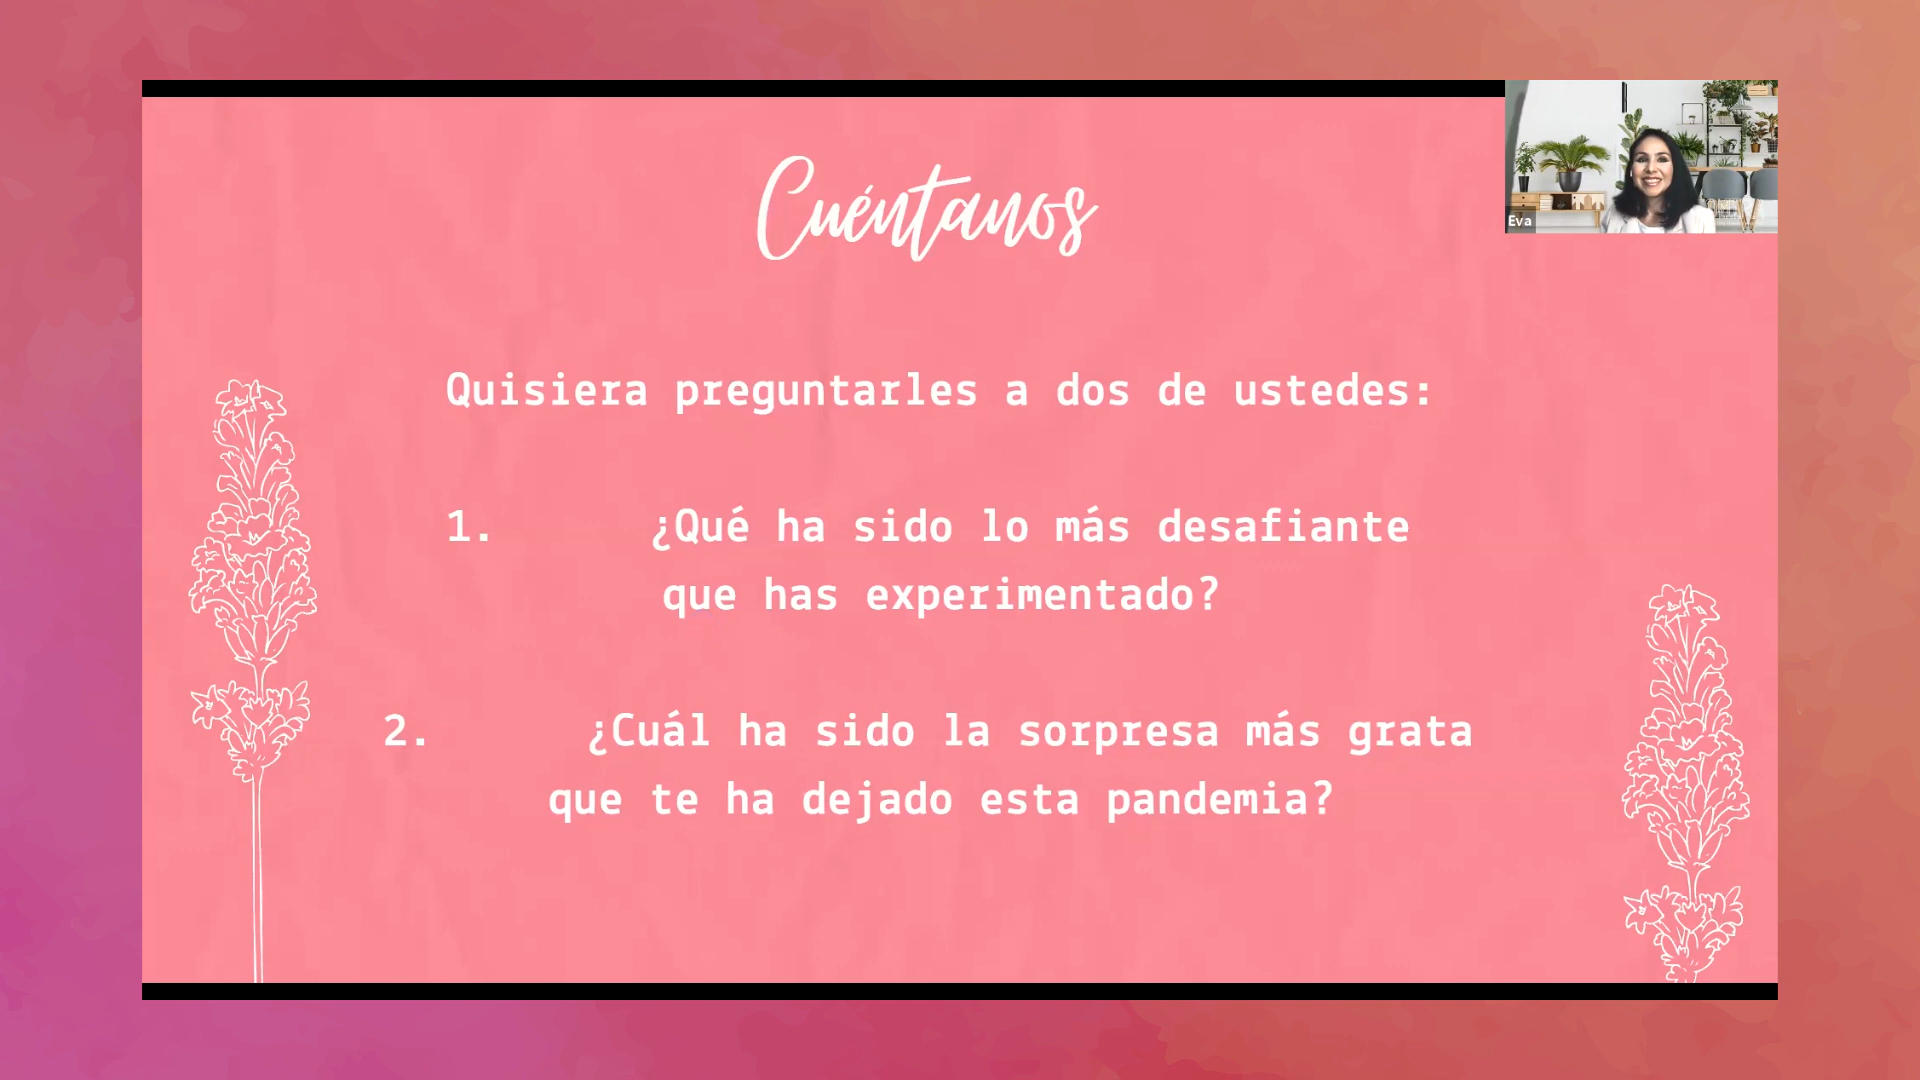 Cuéntanos
Eva
Quisiera preguntarles a dos de ustedes:
1. ¿Qué ha sido lo más desafiante
que has experimentado?
2. ¿Cuál ha sido la sorpresa más grata
que te ha dejado esta pandemia?